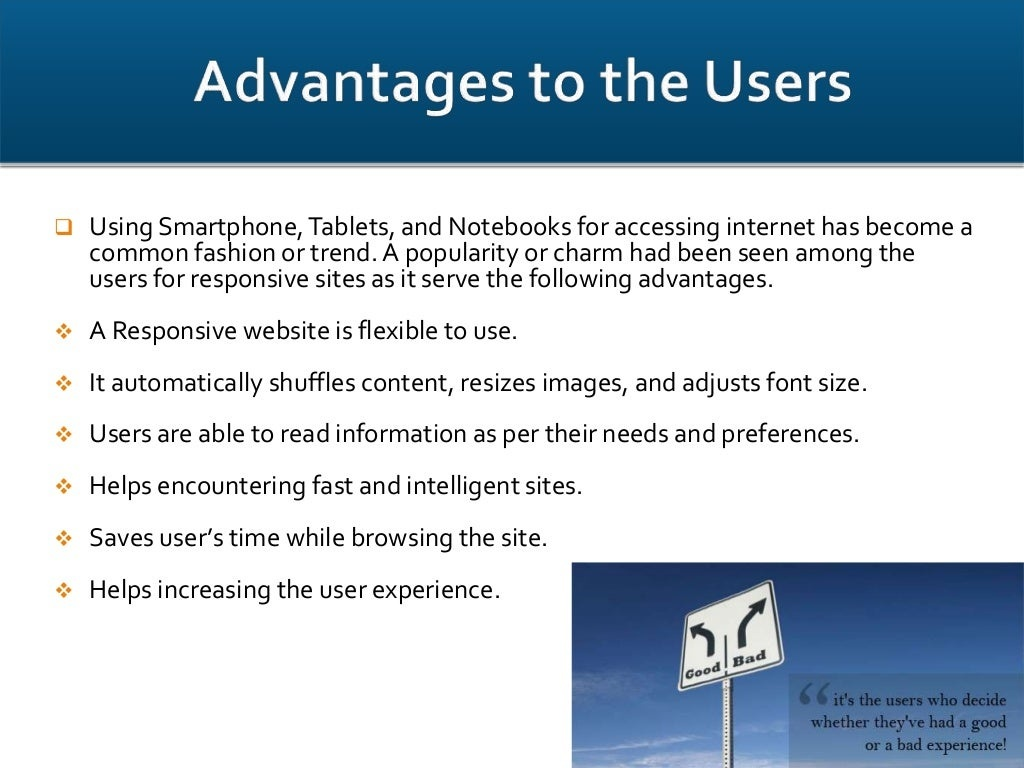 Advantages to the Users
Using Smartphone, Tablets, and Notebooks for accessing internet has become a
common fashion or trend. A popularity or charm had been seen among the
users for responsive sites as it serve the following advantages.
A Responsive website is flexible to use.
It automatically shuffles content, resizes images, and adjusts font size.
Users are able to read information as per their needs and preferences.
Helps encountering fast and intelligent sites.
Saves user’s time while browsing the site.
Helps increasing the user experience.
Good Bad
“ it's the users who decide
whether they've had a good
or a bad experience!